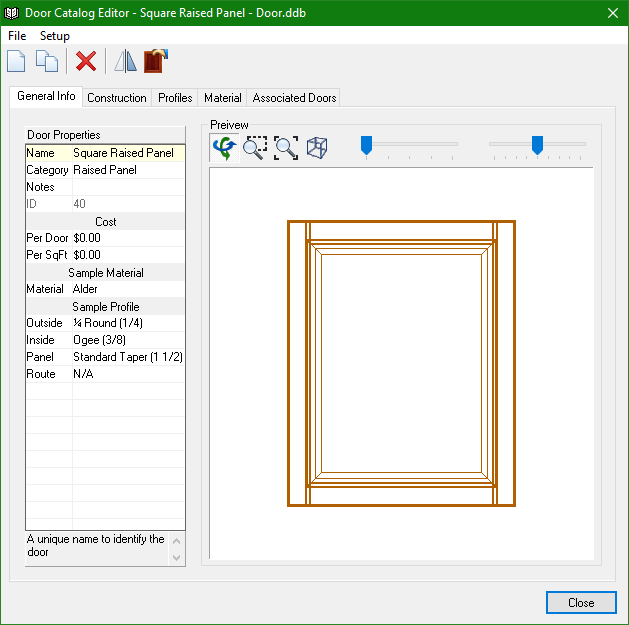 Door Catalog Editor - Square Raised Panel - Door.ddb
File Setup
General Info Construction Profiles Material Associated Doors
Door Properties
Name Square Raised Panel
Category Raised Panel
Notes
ID 40
Cost
Per Door $0.00
Per SqFt $0.00
Sample Material
Material Alder
Sample Profile
Outside ¼ Round (1/4)
Inside Ogee (3/8)
Panel Standard Taper (1 1/2)
Route N/A
A unique name to identify the
door
Preivew
Close